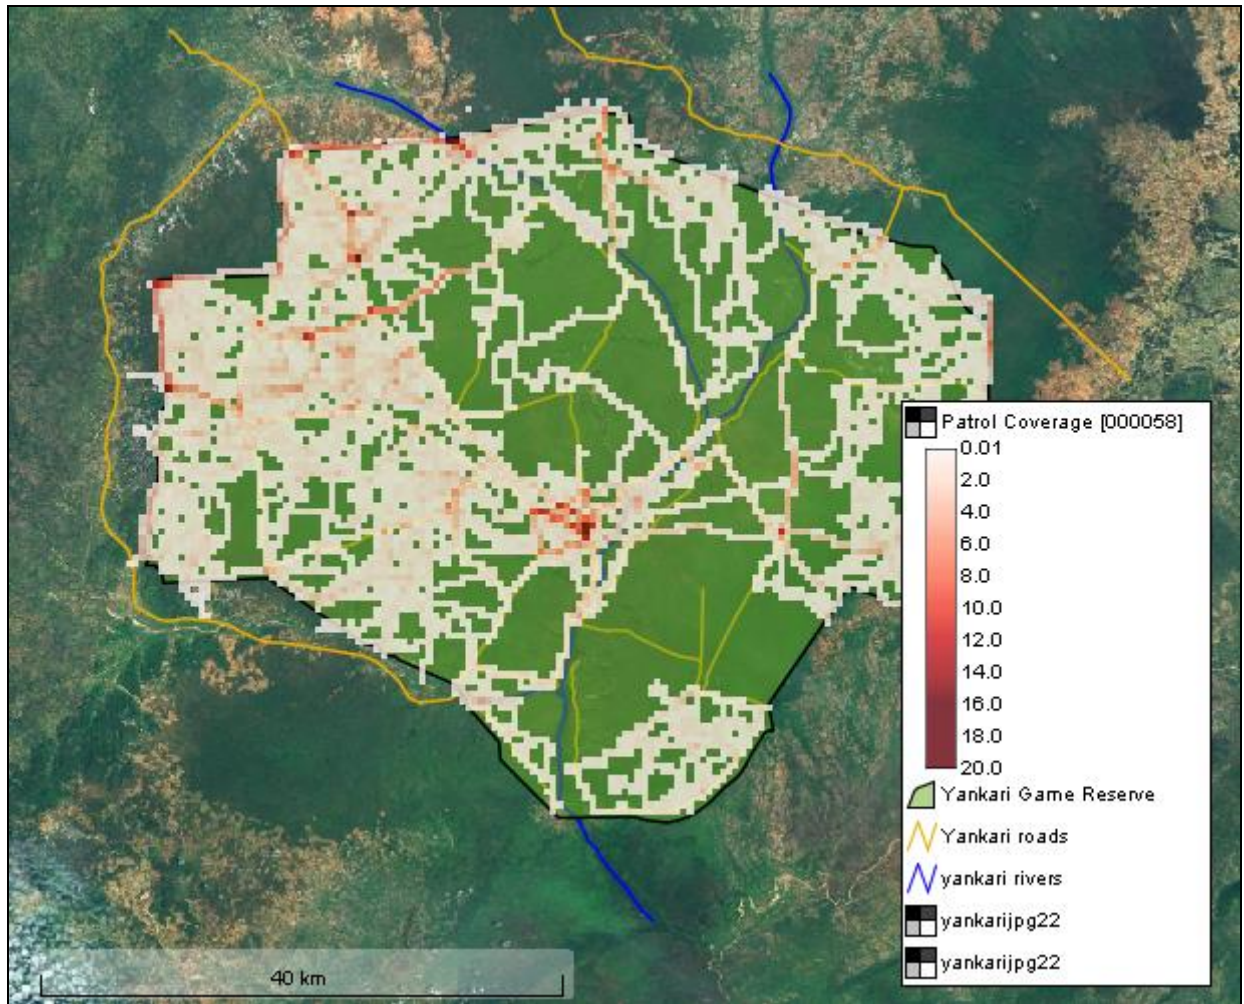 Patrol Coverage [000058]
0.01
2.0
4.0
6.0
8.0
10.0
12.0
14.0
16.0
18.0
20.0
Yankari Game Reserve
Yankari roads
yankari rivers
yankarijpg22
yankarijpg22
40 km